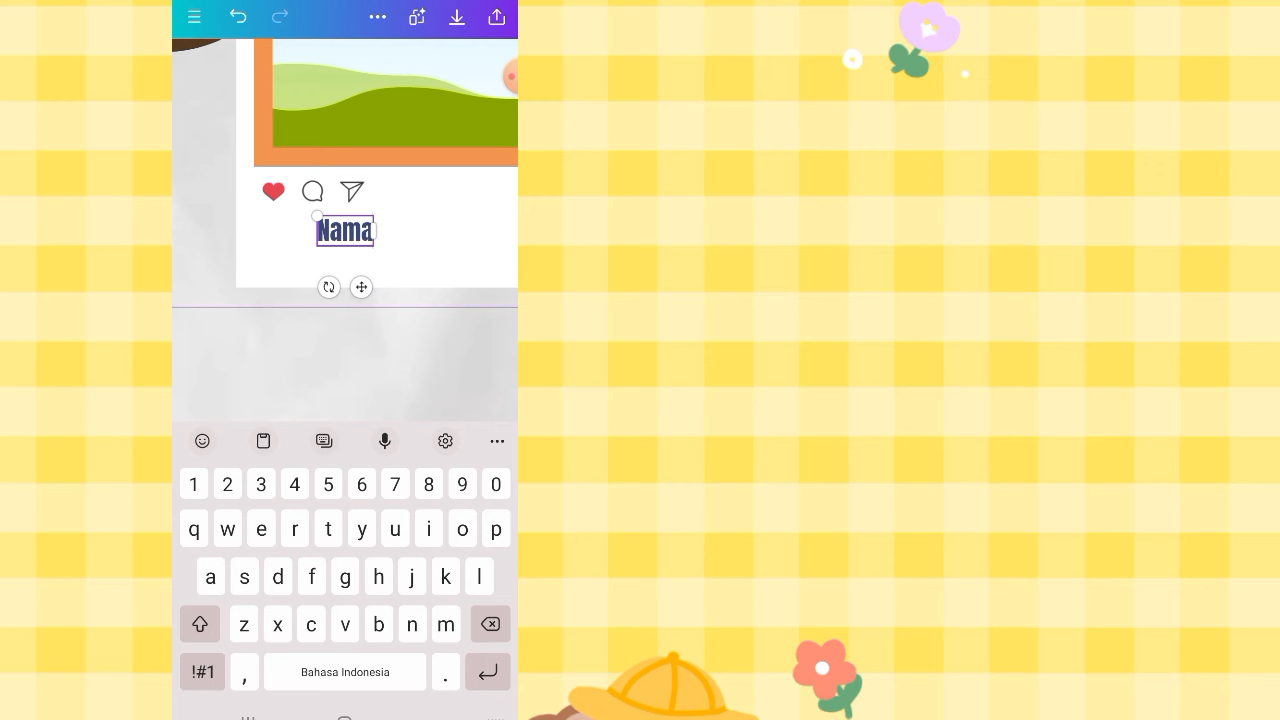 Nama
1 2 3 4 5 6 7 8 9 0
q w e r t y u i o p
a s d f g h j k l
z x c v b n m
!#1 , Bahasa Indonesia .